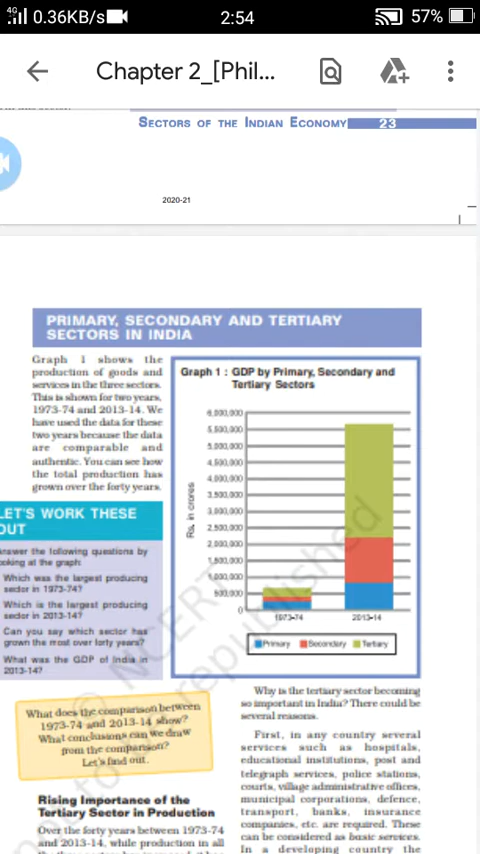 4G 0.36KB/s 2:54 57%
Chapter 2_[Phil...
SECTORS OF THE INDIAN ECONOMY 23
2020-21
PRIMARY, SECONDARY AND TERTIARY
SECTORS IN INDIA
Graph 1 shows the
production of goods and
services in the three sectors.
This is shown for two years,
1973-74 and 2013-14. We
have used the data for these
two years because the data
are comparable and
authentic. You can see how
the total production has
grown over the forty years.
LET'S WORK THESE
OUT
Answer the following questions by
looking at the graph:
Which was the largest producing
sector in 1973-74?
Which is the largest producing
sector in 2013-14?
Can you say which sector has
grown the most over forty years?
What was the GDP of India in
2013-14?
Graph 1 : GDP by Primary, Secondary and
Tertiary Sectors
Rs. in crores
6,000,000
5,500,000
5,000,000
4,500,000
4,000,000
3,500,000
3,000,000
2,500,000
2,000,000
1,500,000
1,000,000
500,000
0
1973-74 2013-14
Primary Secondary Tertiary
What does the comparison between
1973-74 and 2013-14 show?
What conclusions can we draw
from the comparison?
Let's find out.
Rising Importance of the
Tertiary Sector in Production
Over the forty years between 1973-74
and 2013-14, while production in all
Why is the tertiary sector becoming
so important in India? There could be
several reasons.
First, in any country several
services such as hospitals,
educational institutions, post and
telegraph services, police stations,
courts, village administrative offices,
municipal corporations, defence,
transport, banks, insurance
companies, etc. are required. These
can be considered as basic services.
In a developing country the
© NCERT
not to be republished